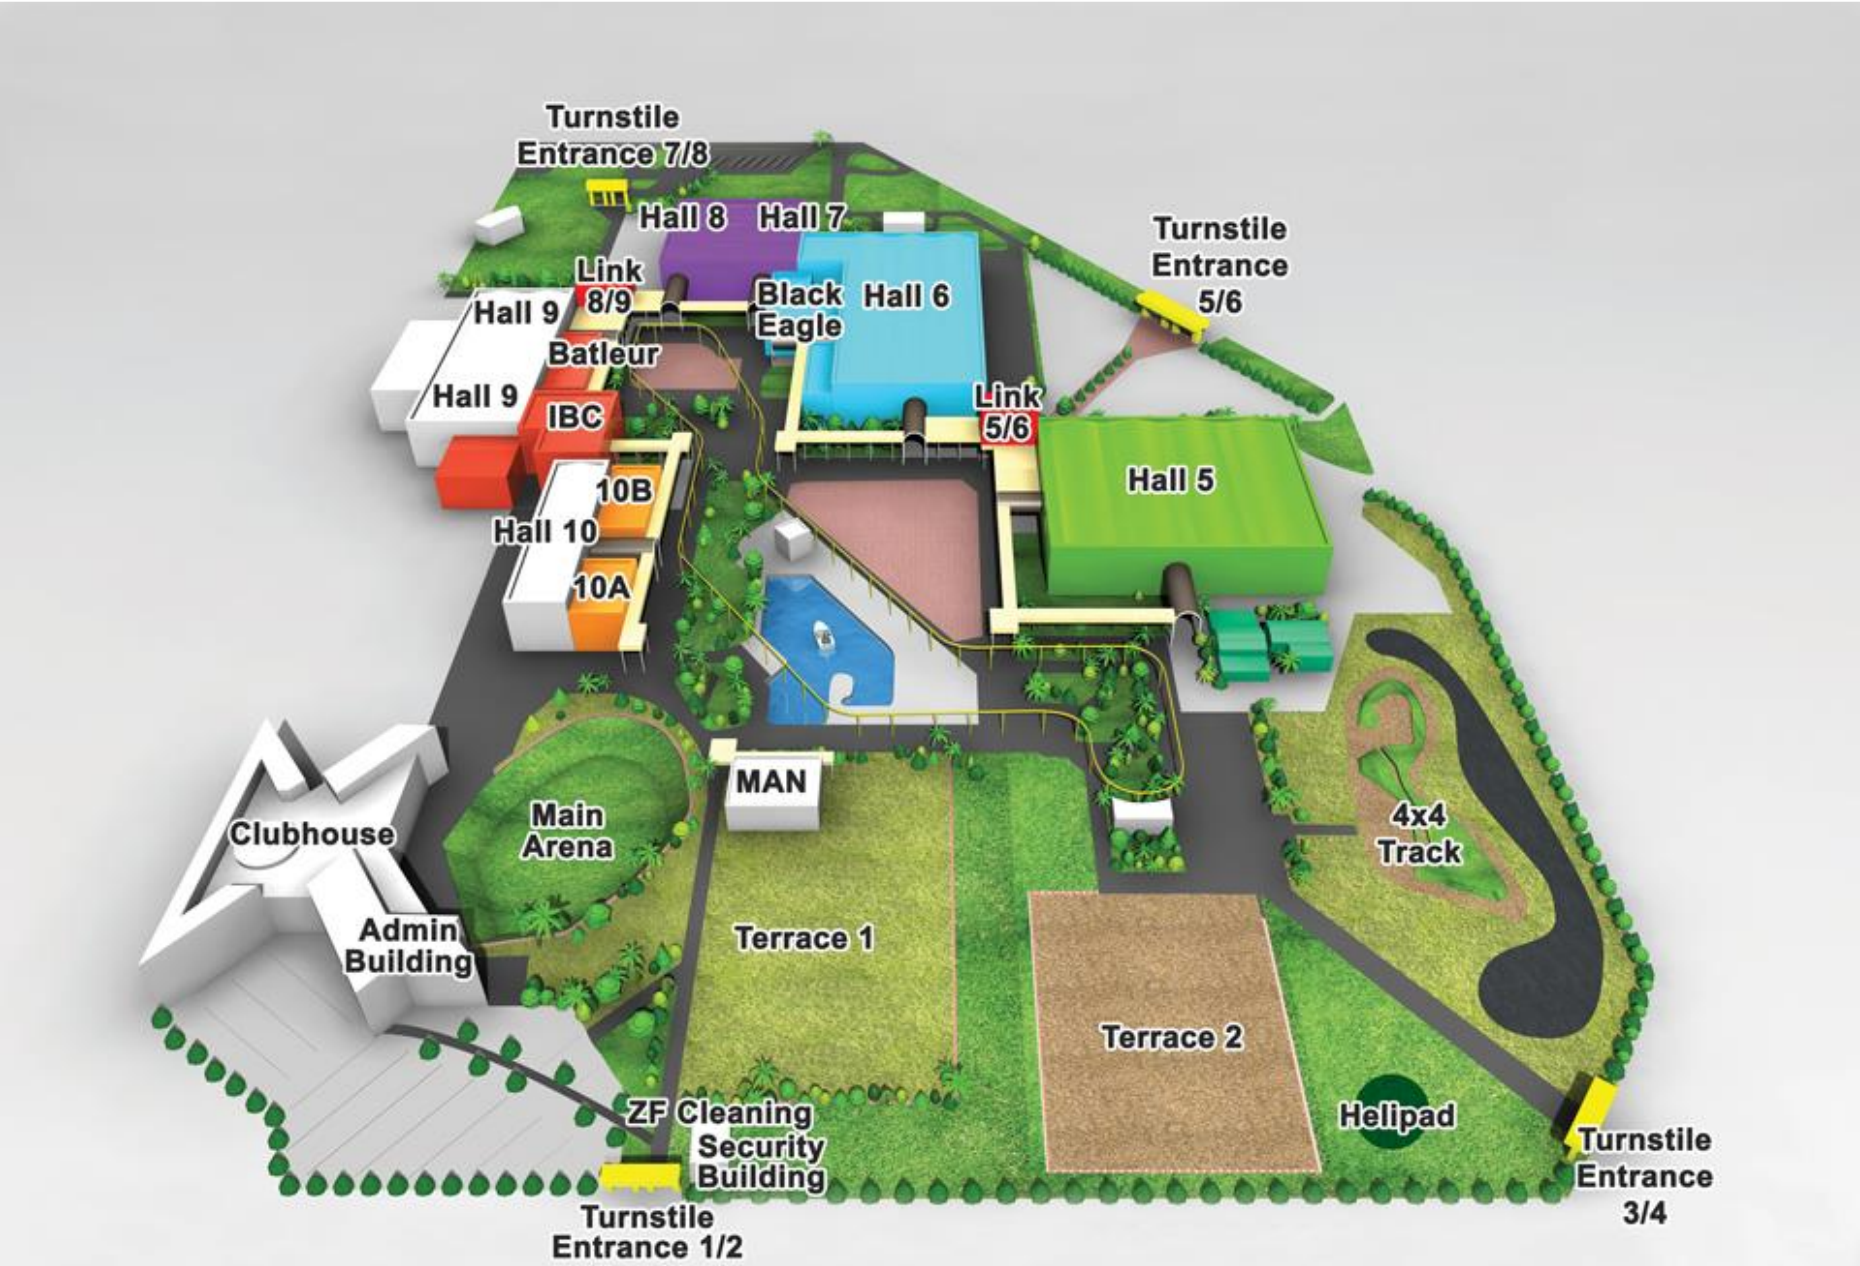 Turnstile
Entrance 7/8
Hall 8
Hall 7
Turnstile
Entrance
5/6
Link
8/9
Hall 9
Black
Eagle
Hall 6
Batleur
Hall 9
IBC
Link
5/6
10B
Hall 5
Hall 10
10A
MAN
Clubhouse
Main
Arena
4x4
Track
Admin
Building
Terrace 1
Terrace 2
ZF Cleaning
Security
Building
Helipad
Turnstile
Entrance
3/4
Turnstile
Entrance 1/2